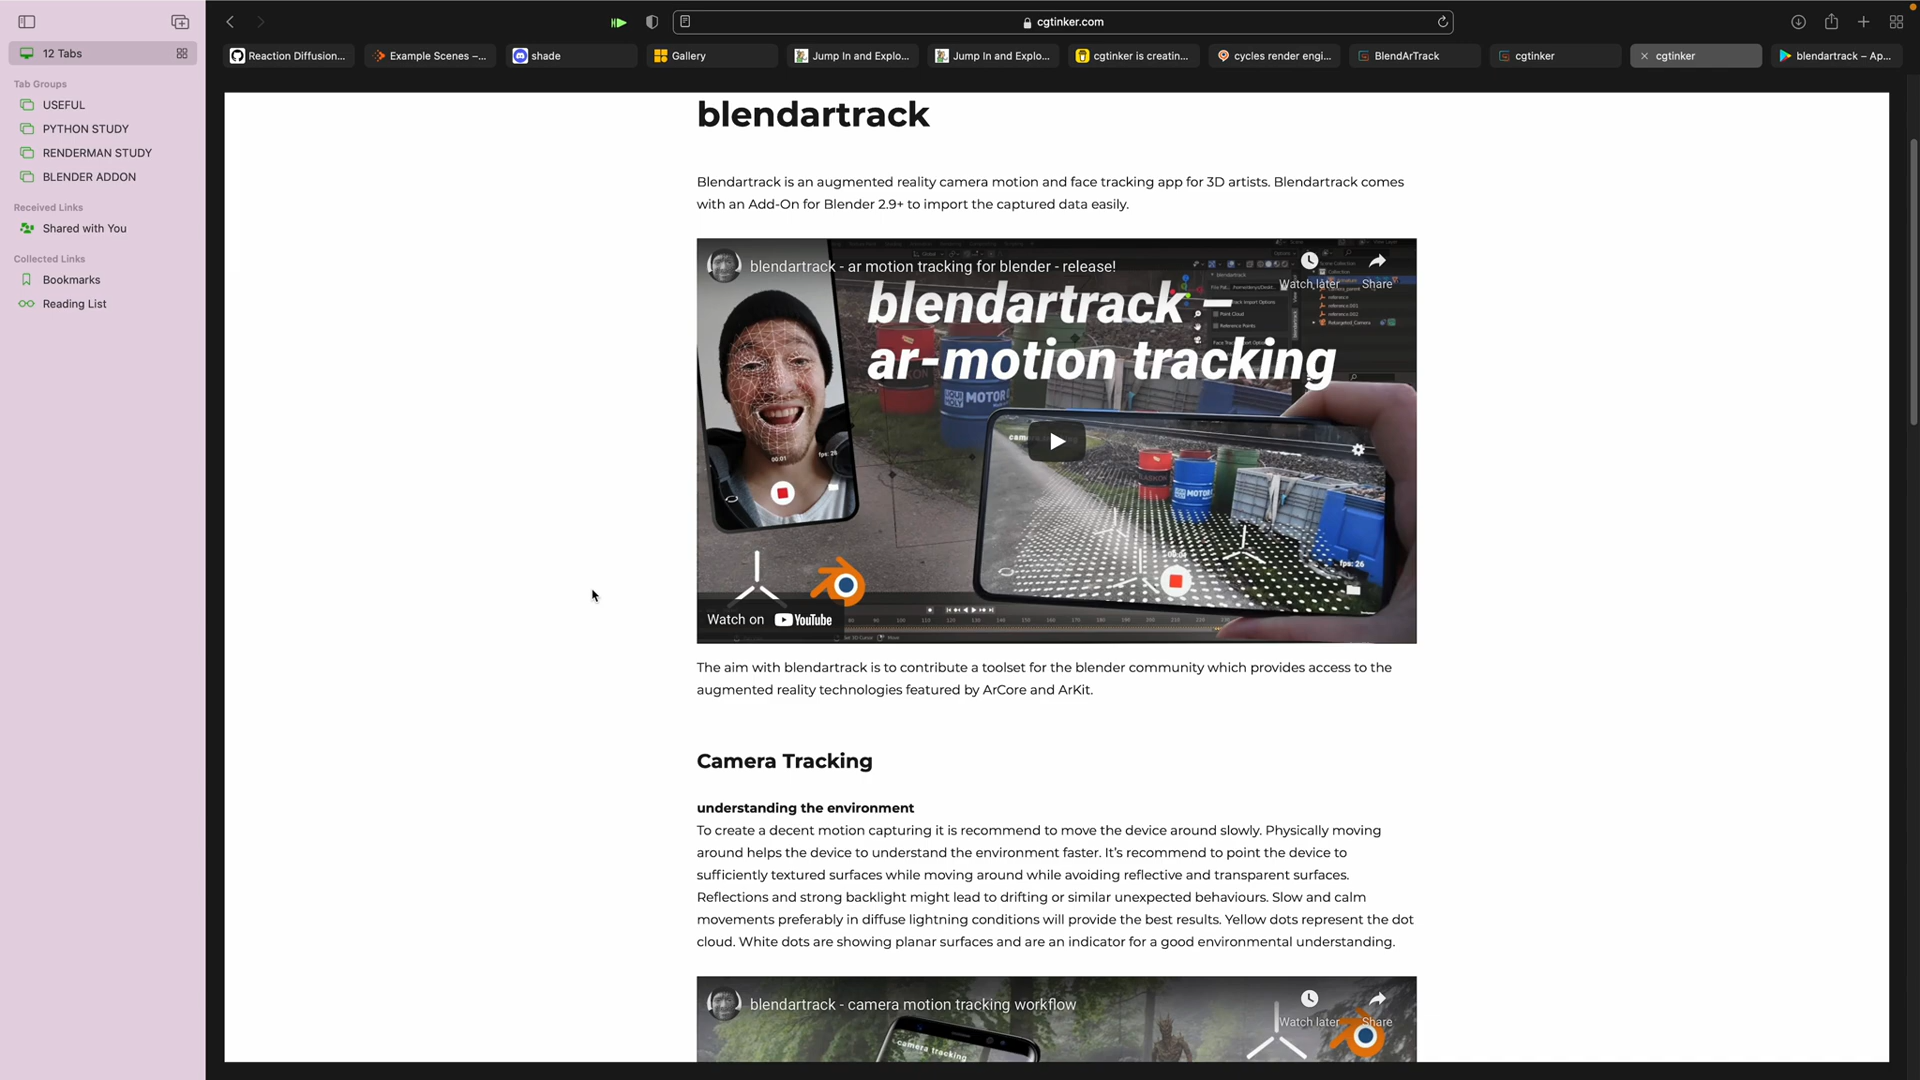 cgtinker.com
12 Tabs
Tab Groups
USEFUL
PYTHON STUDY
RENDERMAN STUDY
BLENDER ADDON
Received Links
Shared with You
Collected Links
Bookmarks
Reading List
Reaction Diffusion...
Example Scenes –...
shade
Gallery
Jump In and Explo...
Jump In and Explo...
cgtinker is creatin...
cycles render engi...
BlendArTrack
cgtinker
cgtinker
blendartrack – Ap...
blendartrack
Blendartrack is an augmented reality camera motion and face tracking app for 3D artists. Blendartrack comes
with an Add-On for Blender 2.9+ to import the captured data easily.
blendartrack - ar motion tracking for blender - release!
Watch later
Share
blendartrack –
ar-motion tracking
MOTOR
MOTOR
00:01
fps: 26
fps: 26
Watch on YouTube
The aim with blendartrack is to contribute a toolset for the blender community which provides access to the
augmented reality technologies featured by ArCore and ArKit.
Camera Tracking
understanding the environment
To create a decent motion capturing it is recommend to move the device around slowly. Physically moving
around helps the device to understand the environment faster. It's recommend to point the device to
sufficiently textured surfaces while moving around while avoiding reflective and transparent surfaces.
Reflections and strong backlight might lead to drifting or similar unexpected behaviours. Slow and calm
movements preferably in diffuse lightning conditions will provide the best results. Yellow dots represent the dot
cloud. White dots are showing planar surfaces and are an indicator for a good environmental understanding.
blendartrack - camera motion tracking workflow
Watch later
Share
camera tracking